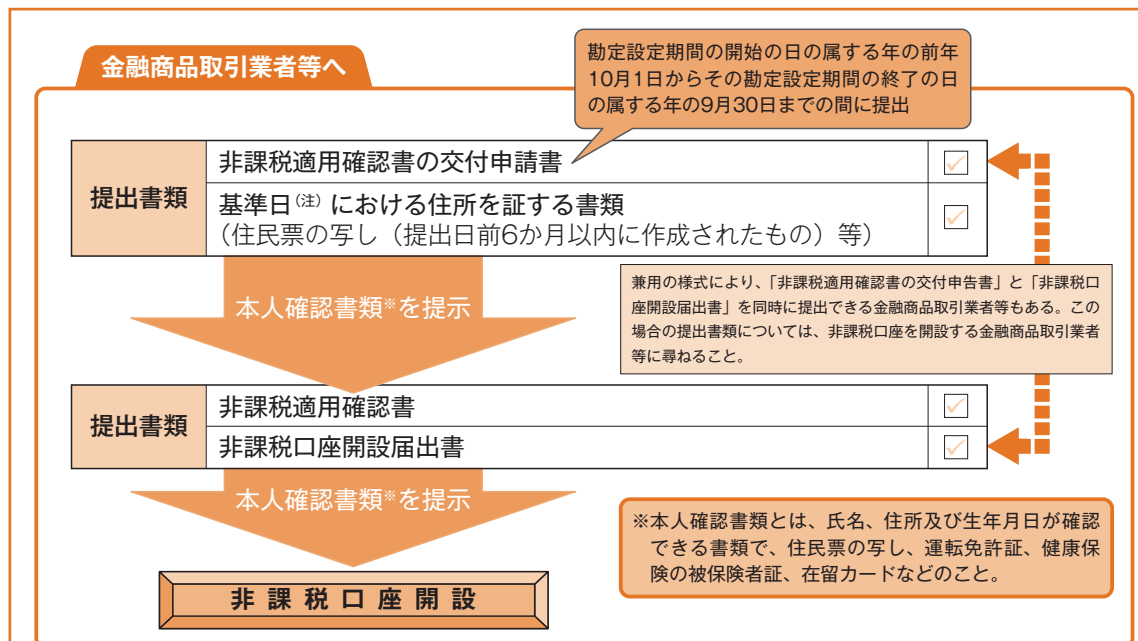 金融商品取引業者等へ
勘定設定期間の開始の日の属する年の前年
10月1日からその勘定設定期間の終了の日
の属する年の9月30日までの間に提出
提出書類
非課税適用確認書の交付申請書
基準日(注)における住所を証する書類
（住民票の写し（提出日前6か月以内に作成されたもの）等）
本人確認書類※を提示
兼用の様式により、「非課税適用確認書の交付申告書」と「非課税口
座開設届出書」を同時に提出できる金融商品取引業者等もある。この
場合の提出書類については、非課税口座を開設する金融商品取引業者
等に尋ねること。
提出書類
非課税適用確認書
非課税口座開設届出書
本人確認書類※を提示
※本人確認書類とは、氏名、住所及び生年月日が確認
できる書類で、住民票の写し、運転免許証、健康保
険の被保険者証、在留カードなどのこと。
非課税口座開設